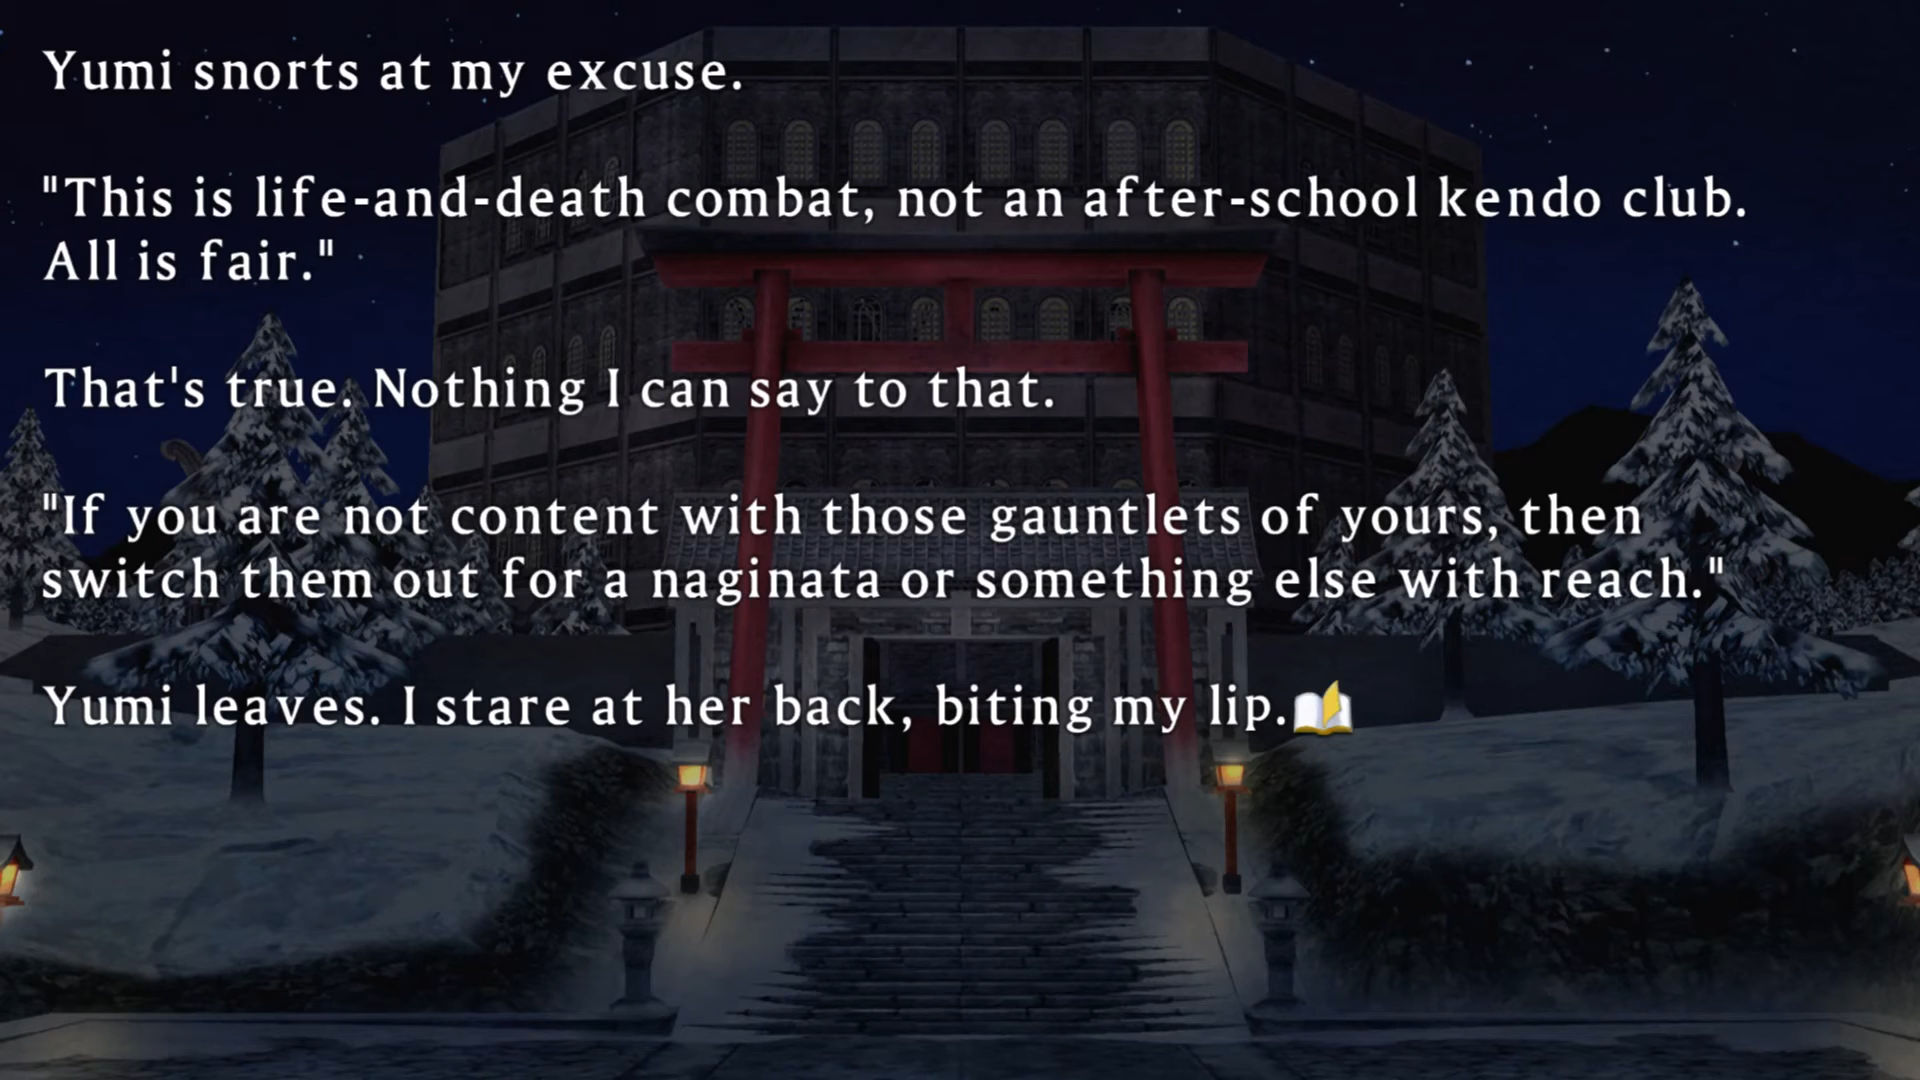 Yumi snorts at my excuse.
"This is life-and-death combat, not an after-school kendo club.
All is fair."
That's true. Nothing I can say to that.
"If you are not content with those gauntlets of yours, then
switch them out for a naginata or something else with reach."
Yumi leaves. I stare at her back, biting my lip.